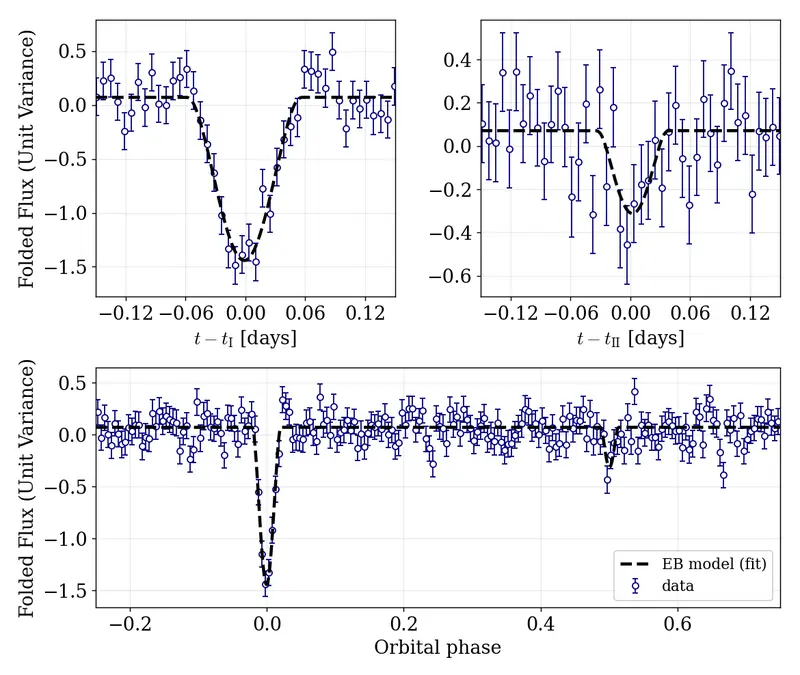 Folded Flux (Unit Variance)
0.5
0.0
−0.5
−1.0
−1.5
−0.12 −0.06 0.00 0.06 0.12
t − tI [days]
0.4
0.2
0.0
−0.2
−0.4
−0.6
−0.12 −0.06 0.00 0.06 0.12
t − tII [days]
Folded Flux (Unit Variance)
0.5
0.0
−0.5
−1.0
−1.5
−0.2 0.0 0.2 0.4 0.6
Orbital phase
EB model (fit)
data